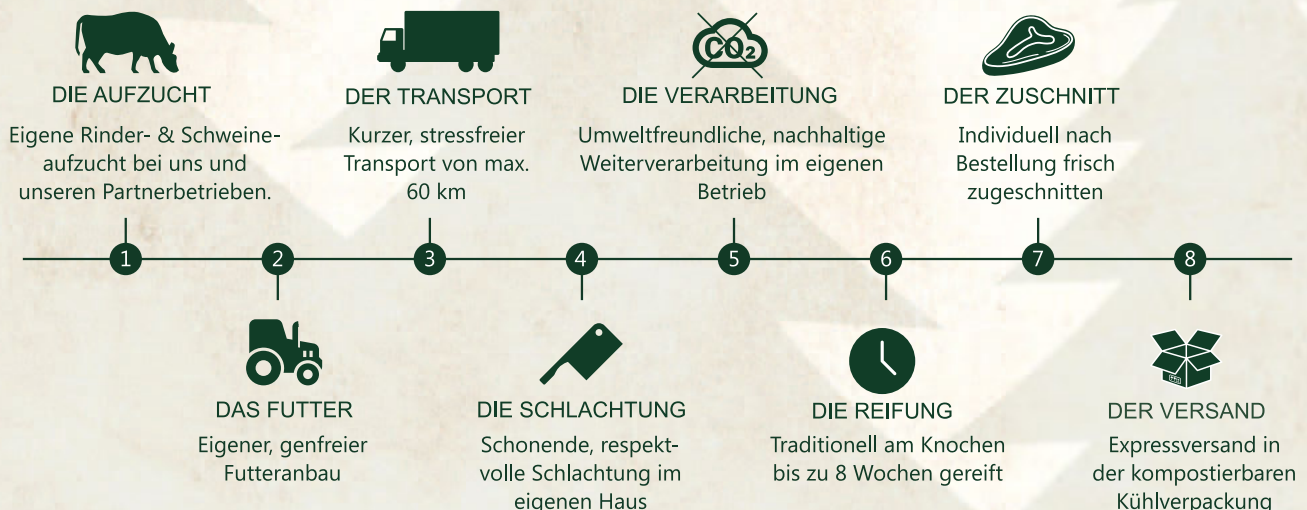 CO₂
DIE AUFZUCHT
Eigene Rinder- & Schweine-
aufzucht bei uns und
unseren Partnerbetrieben.
1
DAS FUTTER
Eigener, genfreier
Futteranbau
2
DER TRANSPORT
Kurzer, stressfreier
Transport von max.
60 km
3
DIE SCHLACHTUNG
Schonende, respekt-
volle Schlachtung im
eigenen Haus
4
DIE VERARBEITUNG
Umweltfreundliche, nachhaltige
Weiterverarbeitung im eigenen
Betrieb
5
DIE REIFUNG
Traditionell am Knochen
bis zu 8 Wochen gereift
6
DER ZUSCHNITT
Individuell nach
Bestellung frisch
zugeschnitten
7
DER VERSAND
Expressversand in
der kompostierbaren
Kühlverpackung
8